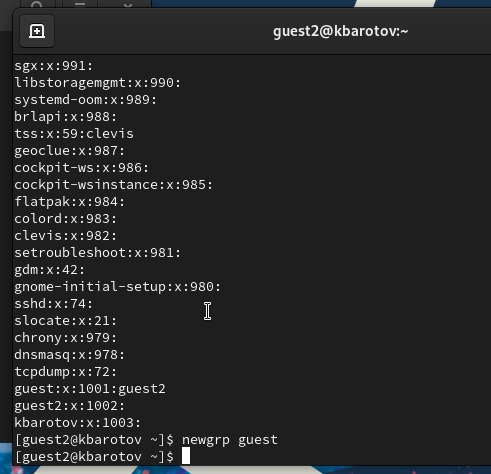 guest2@kbarotov:~
sgx:x:991:
libstoragemgmt:x:990:
systemd-oom:x:989:
brlapi:x:988:
tss:x:59:clevis
geoclue:x:987:
cockpit-ws:x:986:
cockpit-wsinstance:x:985:
flatpak:x:984:
colord:x:983:
clevis:x:982:
setroubleshoot:x:981:
gdm:x:42:
gnome-initial-setup:x:980:
sshd:x:74:
slocate:x:21:
chrony:x:979:
dnsmasq:x:978:
tcpdump:x:72:
guest:x:1001:guest2
guest2:x:1002:
kbarotov:x:1003:
[guest2@kbarotov ~]$ newgrp guest
[guest2@kbarotov ~]$